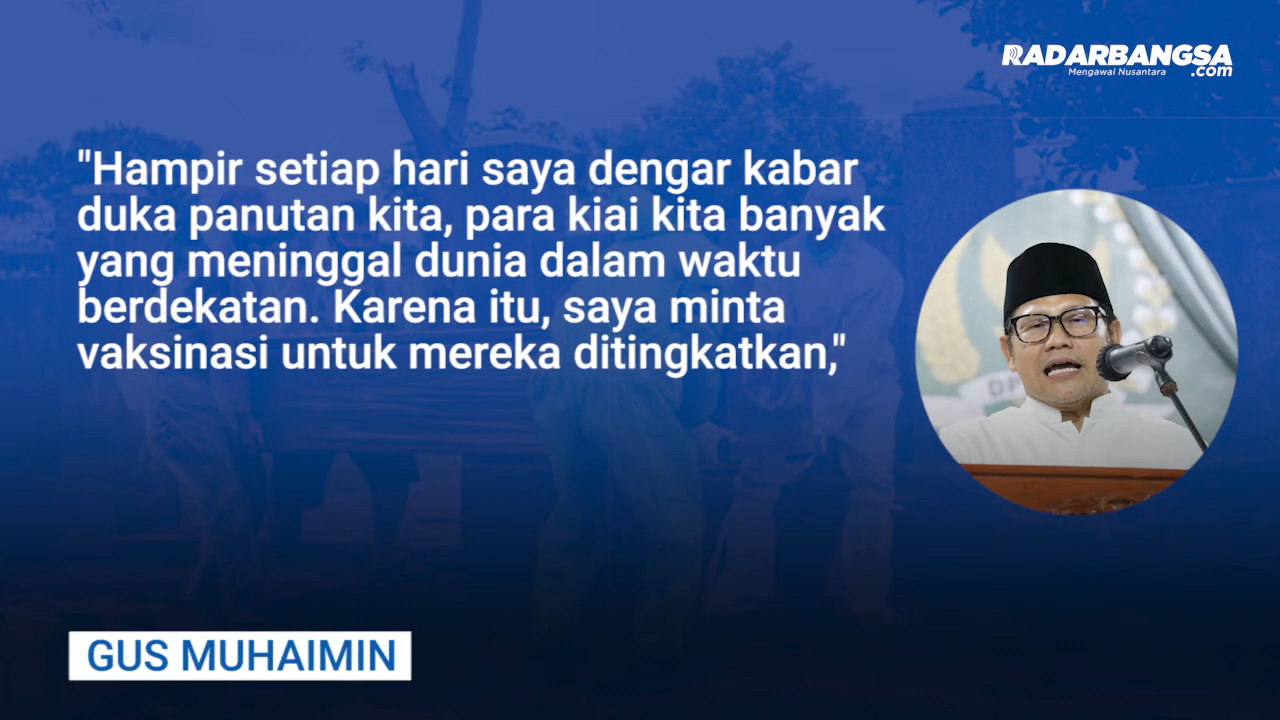 RADARBANGSA
Mengawal Nusantara .com
"Hampir setiap hari saya dengar kabar
duka panutan kita, para kiai kita banyak
yang meninggal dunia dalam waktu
berdekatan. Karena itu, saya minta
vaksinasi untuk mereka ditingkatkan,"
GUS MUHAIMIN